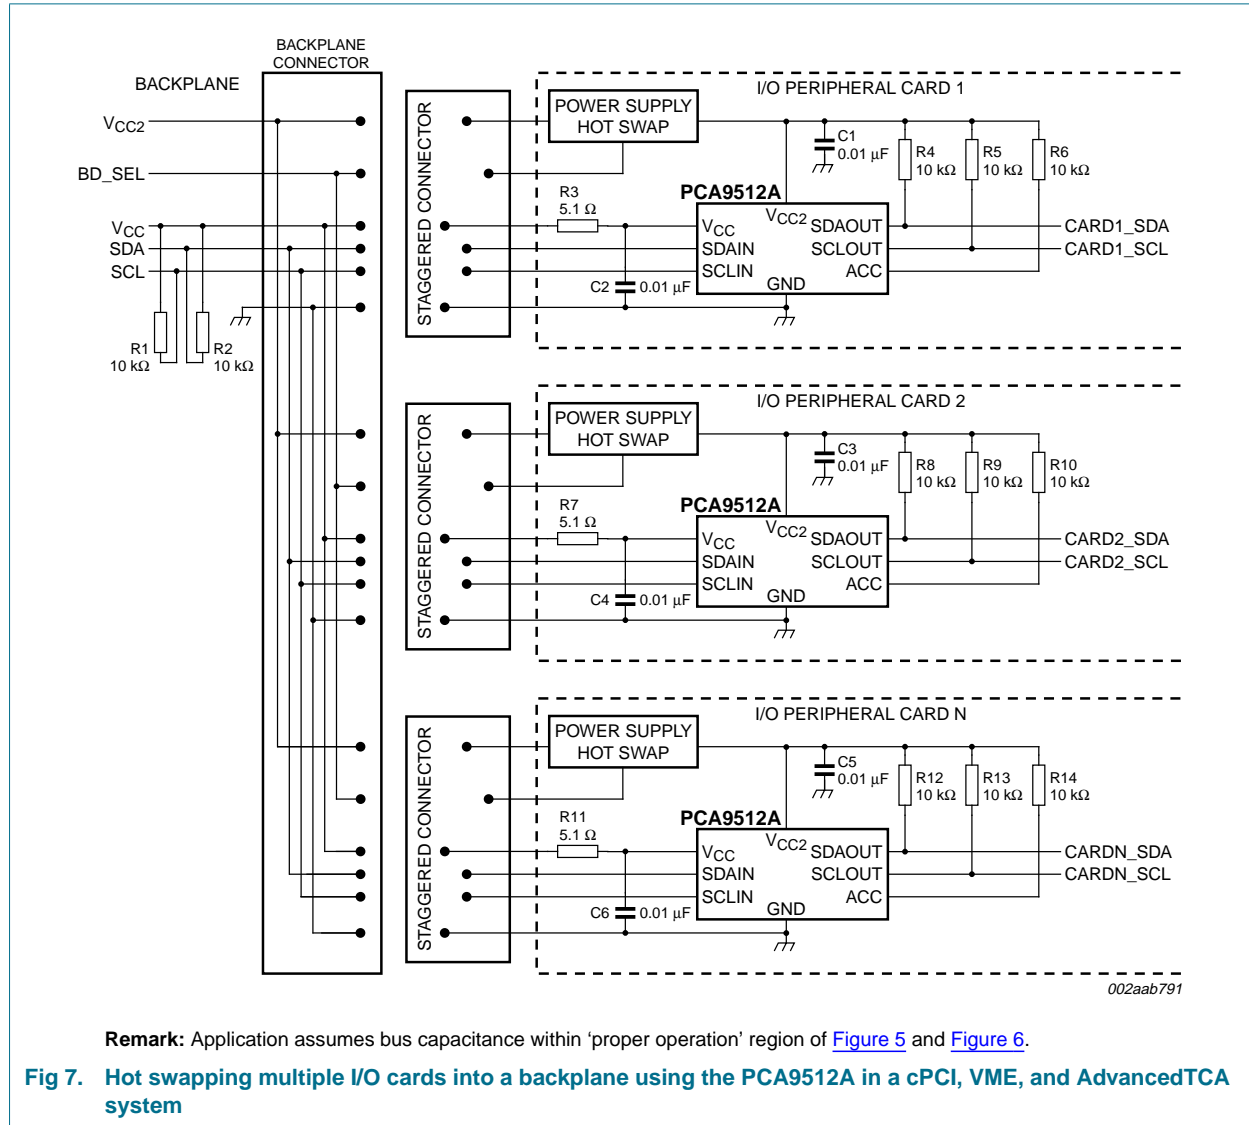 BACKPLANE
CONNECTOR
BACKPLANE
VCC2
BD_SEL
VCC
SDA
SCL
R1
10 kΩ
R2
10 kΩ
STAGGERED CONNECTOR
I/O PERIPHERAL CARD 1
POWER SUPPLY
HOT SWAP
C1
0.01 μF
R4
10 kΩ
R5
10 kΩ
R6
10 kΩ
R3
5.1 Ω
PCA9512A
VCC
VCC2
SDAOUT
SDAIN
SCLOUT
SCLIN
ACC
GND
C2 0.01 μF
CARD1_SDA
CARD1_SCL
STAGGERED CONNECTOR
I/O PERIPHERAL CARD 2
POWER SUPPLY
HOT SWAP
C3
0.01 μF
R8
10 kΩ
R9
10 kΩ
R10
10 kΩ
R7
5.1 Ω
PCA9512A
VCC
VCC2
SDAOUT
SDAIN
SCLOUT
SCLIN
ACC
GND
C4 0.01 μF
CARD2_SDA
CARD2_SCL
STAGGERED CONNECTOR
I/O PERIPHERAL CARD N
POWER SUPPLY
HOT SWAP
C5
0.01 μF
R12
10 kΩ
R13
10 kΩ
R14
10 kΩ
R11
5.1 Ω
PCA9512A
VCC
VCC2
SDAOUT
SDAIN
SCLOUT
SCLIN
ACC
GND
C6 0.01 μF
CARDN_SDA
CARDN_SCL
002aab791
Remark: Application assumes bus capacitance within ‘proper operation’ region of Figure 5 and Figure 6.
Fig 7. Hot swapping multiple I/O cards into a backplane using the PCA9512A in a cPCI, VME, and AdvancedTCA
system